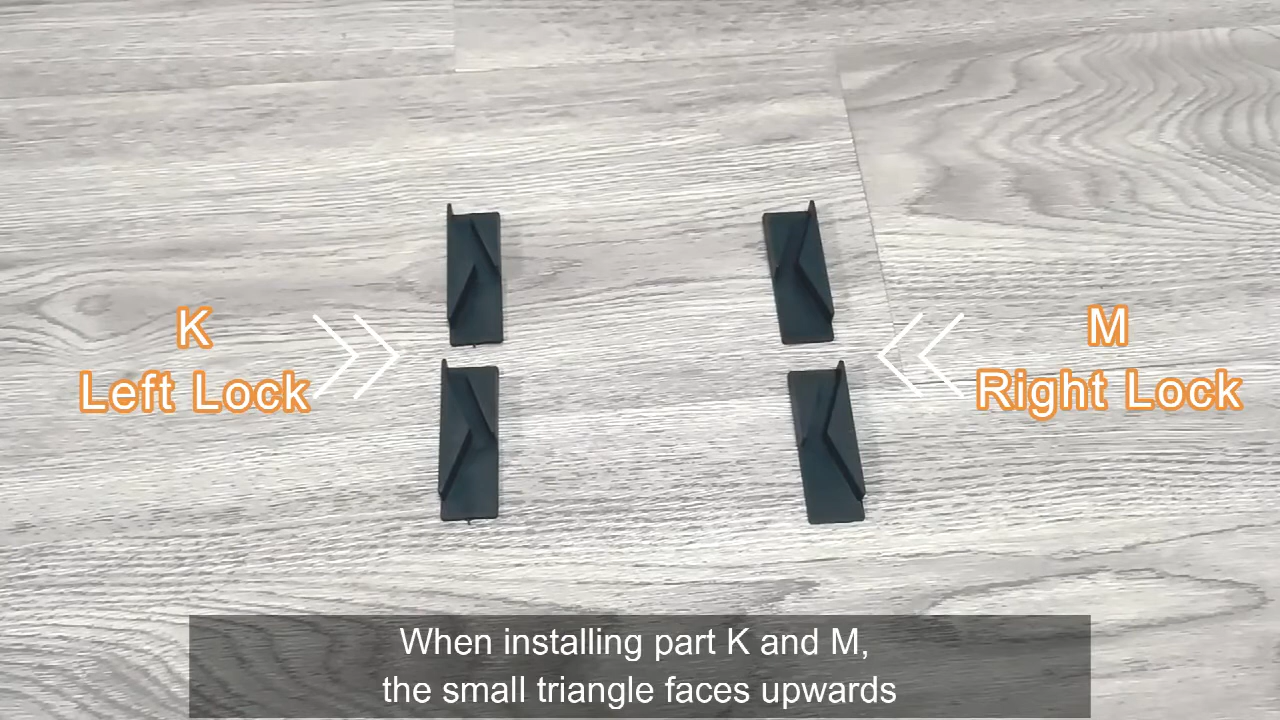 K
Left Lock
M
Right Lock
When installing part K and M,
the small triangle faces upwards